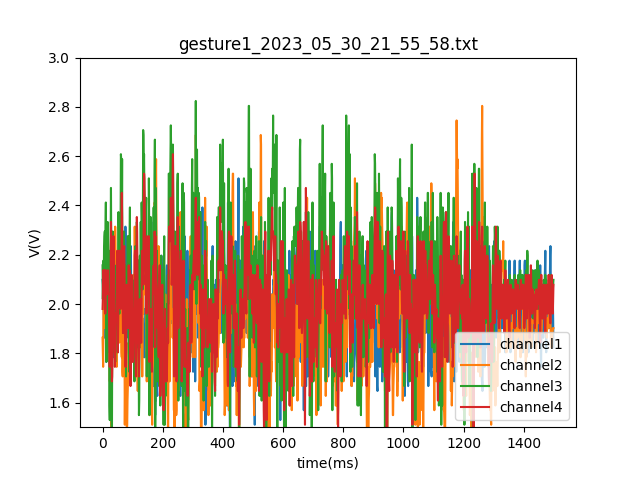 gesture1_2023_05_30_21_55_58.txt
3.0
2.8
2.6
2.4
2.2
2.0
1.8
1.6
V(V)
channel1
channel2
channel3
channel4
0 200 400 600 800 1000 1200 1400
time(ms)